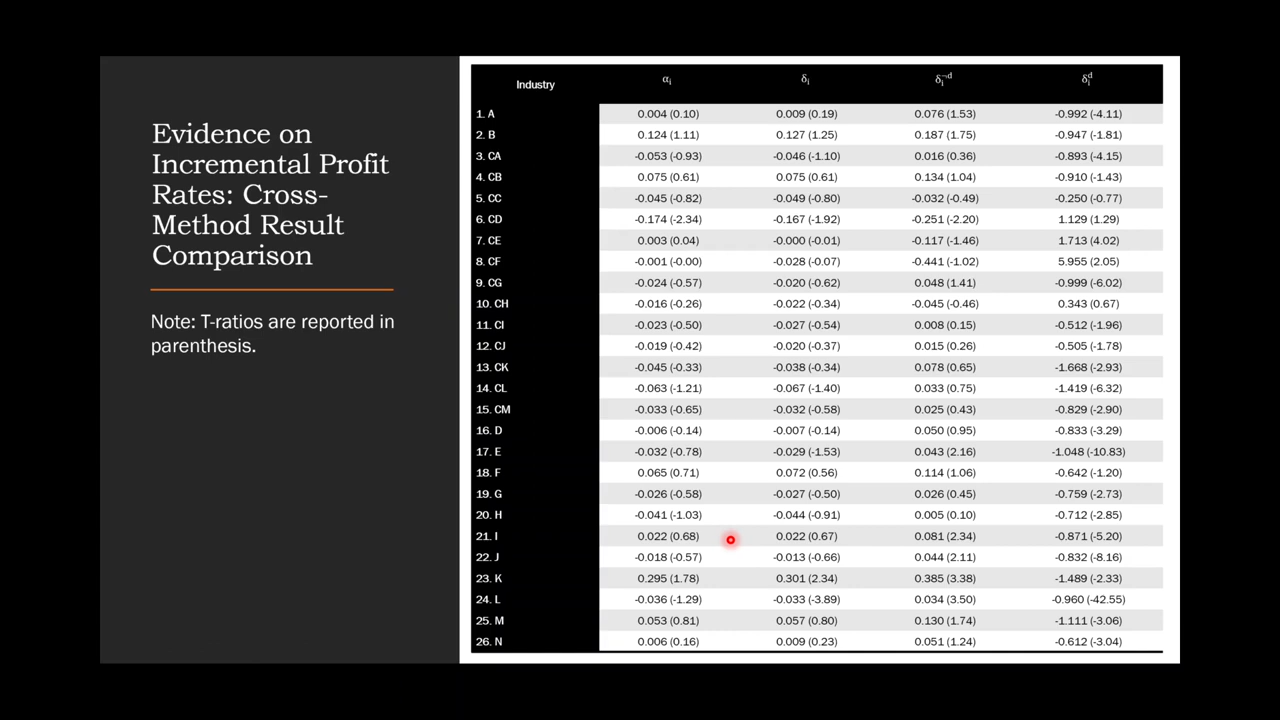 Evidence on
Incremental Profit
Rates: Cross-
Method Result
Comparison
Note: T-ratios are reported in
parenthesis.
Industry αᵢ δᵢ δᵢ⁻ᵈ δᵢᵈ
1. A 0.004 (0.10) 0.009 (0.19) 0.076 (1.53) -0.992 (-4.11)
2. B 0.124 (1.11) 0.127 (1.25) 0.187 (1.75) -0.947 (-1.81)
3. CA -0.053 (-0.93) -0.046 (-1.10) 0.016 (0.36) -0.893 (-4.15)
4. CB 0.075 (0.61) 0.075 (0.61) 0.134 (1.04) -0.910 (-1.43)
5. CC -0.045 (-0.82) -0.049 (-0.80) -0.032 (-0.49) -0.250 (-0.77)
6. CD -0.174 (-2.34) -0.167 (-1.92) -0.251 (-2.20) 1.129 (1.29)
7. CE 0.003 (0.04) -0.000 (-0.01) -0.117 (-1.46) 1.713 (4.02)
8. CF -0.001 (-0.00) -0.028 (-0.07) -0.441 (-1.02) 5.955 (2.05)
9. CG -0.024 (-0.57) -0.020 (-0.62) 0.048 (1.41) -0.999 (-6.02)
10. CH -0.016 (-0.26) -0.022 (-0.34) -0.045 (-0.46) 0.343 (0.67)
11. CI -0.023 (-0.50) -0.027 (-0.54) 0.008 (0.15) -0.512 (-1.96)
12. CJ -0.019 (-0.42) -0.020 (-0.37) 0.015 (0.26) -0.505 (-1.78)
13. CK -0.045 (-0.33) -0.038 (-0.34) 0.078 (0.65) -1.668 (-2.93)
14. CL -0.063 (-1.21) -0.067 (-1.40) 0.033 (0.75) -1.419 (-6.32)
15. CM -0.033 (-0.65) -0.032 (-0.58) 0.025 (0.43) -0.829 (-2.90)
16. D -0.006 (-0.14) -0.007 (-0.14) 0.050 (0.95) -0.833 (-3.29)
17. E -0.032 (-0.78) -0.029 (-1.53) 0.043 (2.16) -1.048 (-10.83)
18. F 0.065 (0.71) 0.072 (0.56) 0.114 (1.06) -0.642 (-1.20)
19. G -0.026 (-0.58) -0.027 (-0.50) 0.026 (0.45) -0.759 (-2.73)
20. H -0.041 (-1.03) -0.044 (-0.91) 0.005 (0.10) -0.712 (-2.85)
21. I 0.022 (0.68) 0.022 (0.67) 0.081 (2.34) -0.871 (-5.20)
22. J -0.018 (-0.57) -0.013 (-0.66) 0.044 (2.11) -0.832 (-8.16)
23. K 0.295 (1.78) 0.301 (2.34) 0.385 (3.38) -1.489 (-2.33)
24. L -0.036 (-1.29) -0.033 (-3.89) 0.034 (3.50) -0.960 (-42.55)
25. M 0.053 (0.81) 0.057 (0.80) 0.130 (1.74) -1.111 (-3.06)
26. N 0.006 (0.16) 0.009 (0.23) 0.051 (1.24) -0.612 (-3.04)